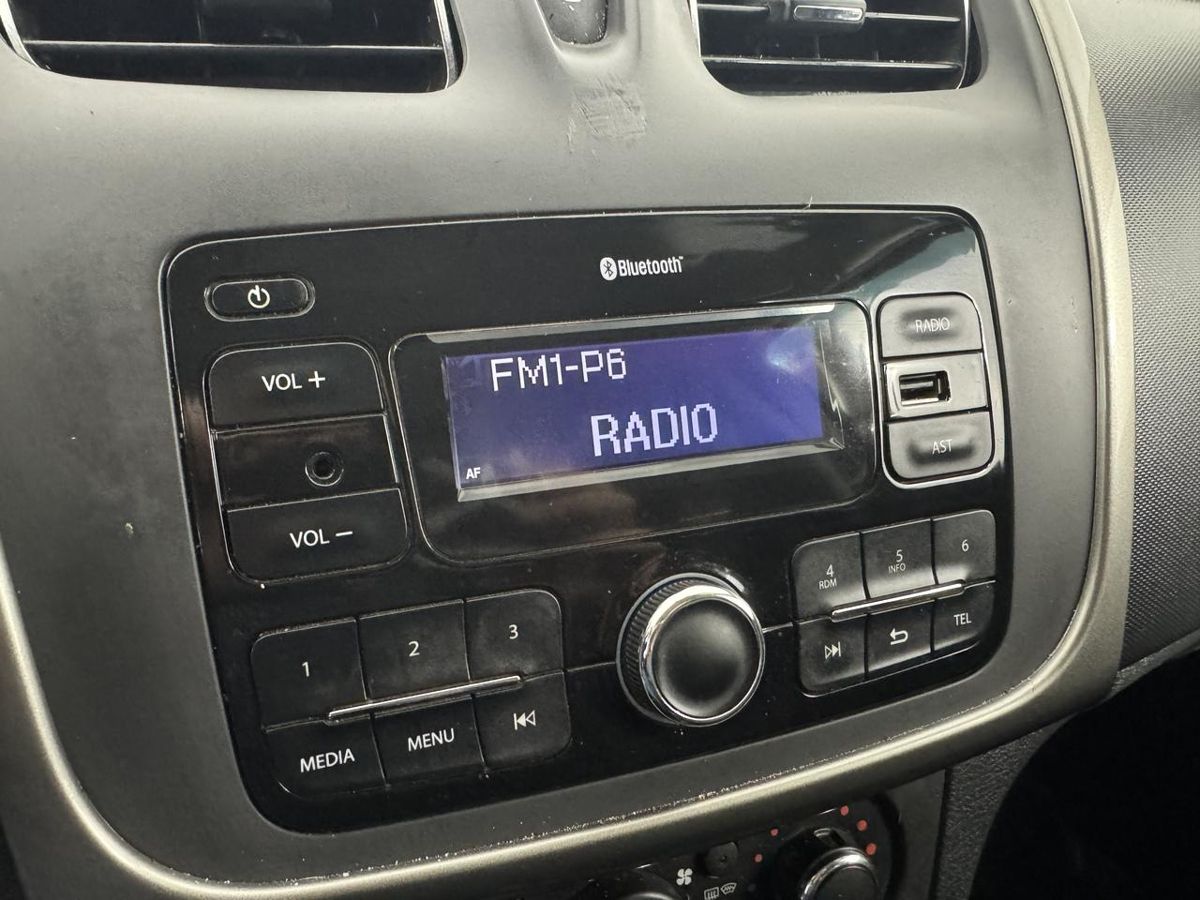 Bluetooth™
RADIO
VOL +
FM1-P6
RADIO
AF
AST
VOL −
1
2
3
MEDIA
MENU
4
RDM
5
INFO
6
TEL